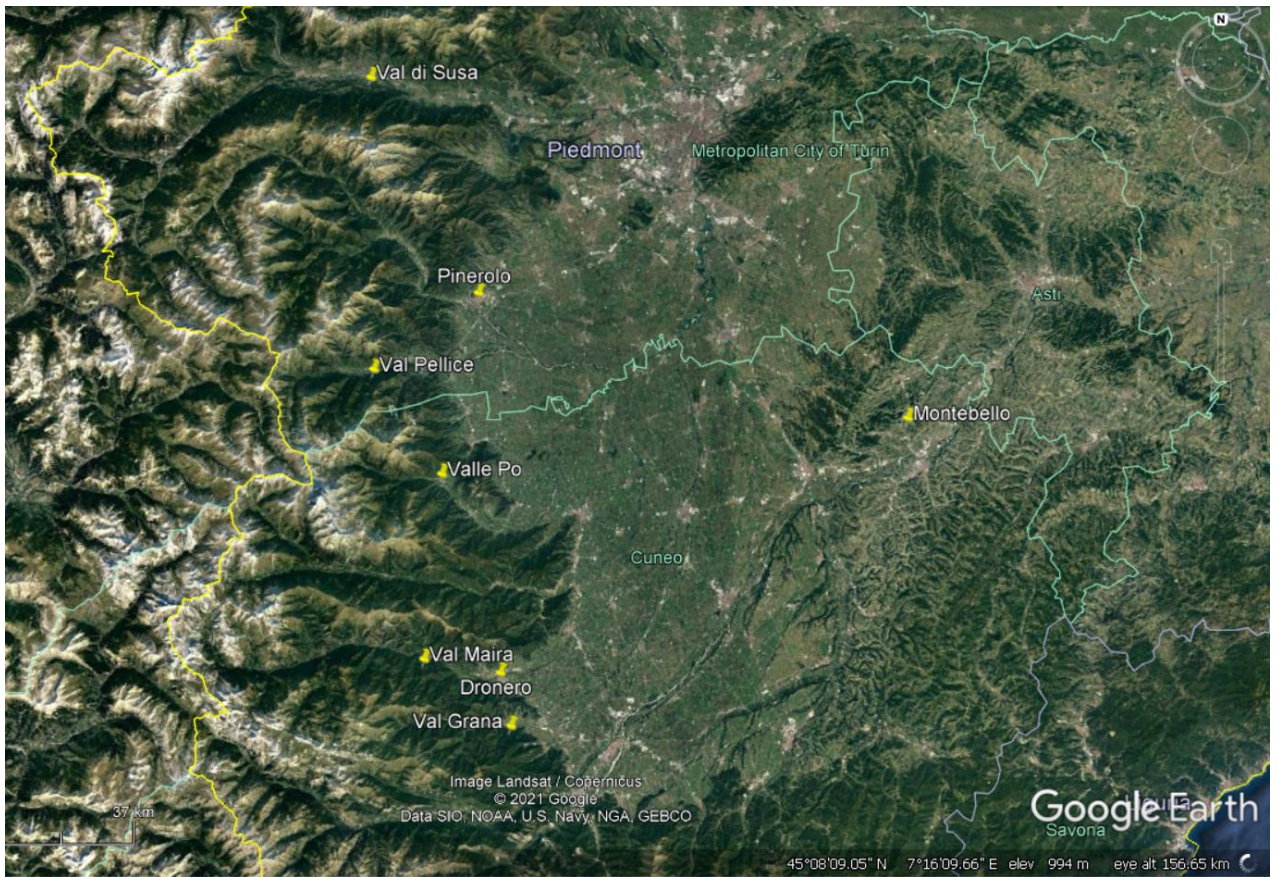 N
Val di Susa
Piedmont
Metropolitan City of Turin
Pinerolo
Asti
Val Pellice
Montebello
Valle Po
Cuneo
Val Maira
Dronero
Val Grana
Image Landsat / Copernicus
© 2021 Google
Data SIO, NOAA, U.S. Navy, NGA, GEBCO
37 km
Google Earth
Savona
45°08'09.05" N 7°16'09.66" E elev 994 m eye alt 156.65 km